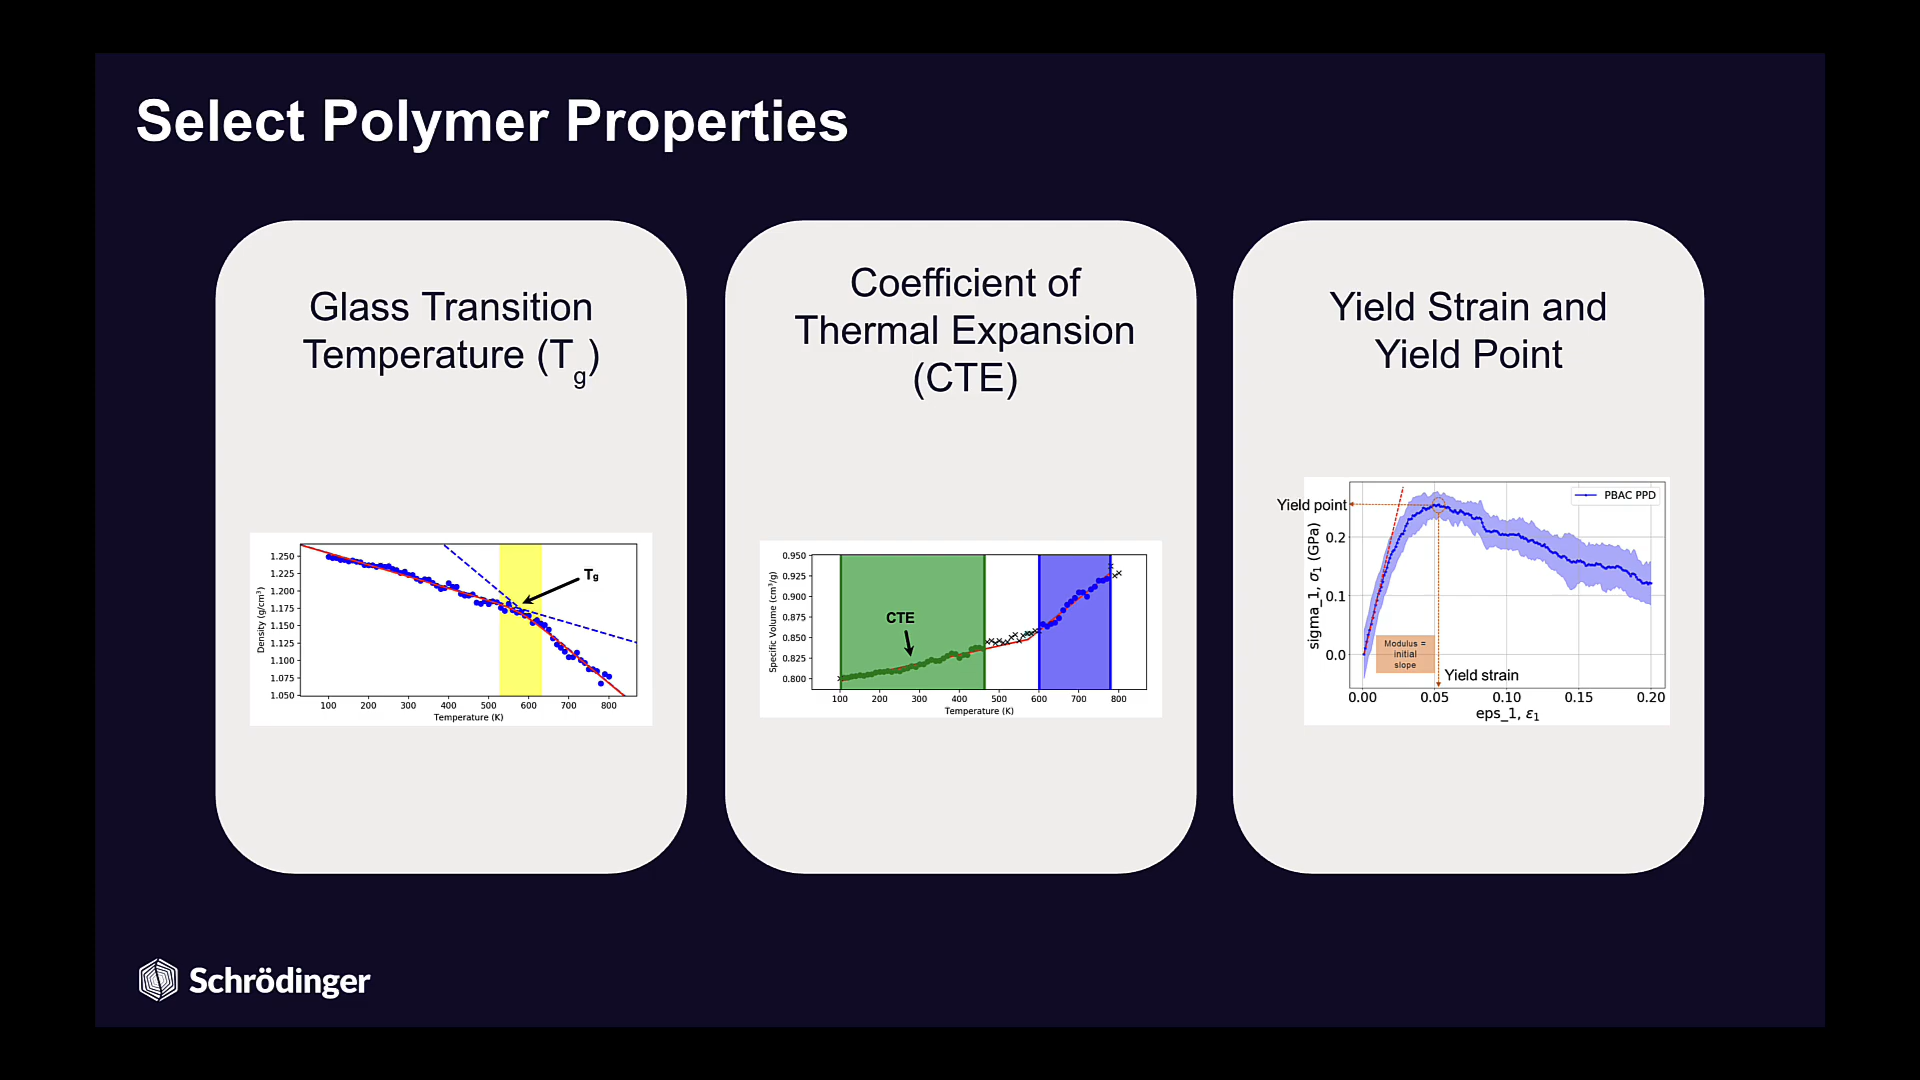 Select Polymer Properties
Glass Transition
Temperature (Tg)
1.250
1.225
1.200
1.175
1.150
1.125
1.100
1.075
1.050
Density (g/cm³)
Tg
100 200 300 400 500 600 700 800
Temperature (K)
Coefficient of
Thermal Expansion
(CTE)
0.950
0.925
0.900
0.875
0.850
0.825
0.800
Specific Volume (cm³/g)
CTE
100 200 300 400 500 600 700 800
Temperature (K)
Yield Strain and
Yield Point
PBAC PPD
Yield point
0.2
0.1
0.0
sigma_1, σ₁ (GPa)
Modulus =
initial
slope
Yield strain
0.00 0.05 0.10 0.15 0.20
eps_1, ε₁
Schrödinger